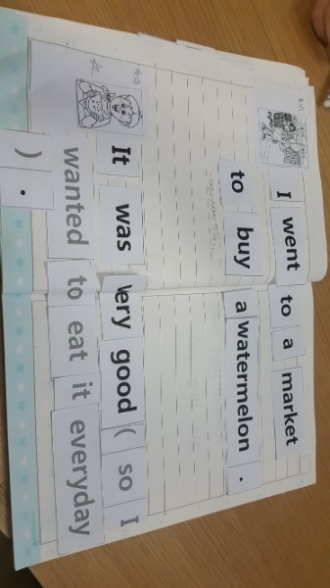 I went to a market
to buy a watermelon .
It was very good ( so I
wanted to eat it everyday
) .